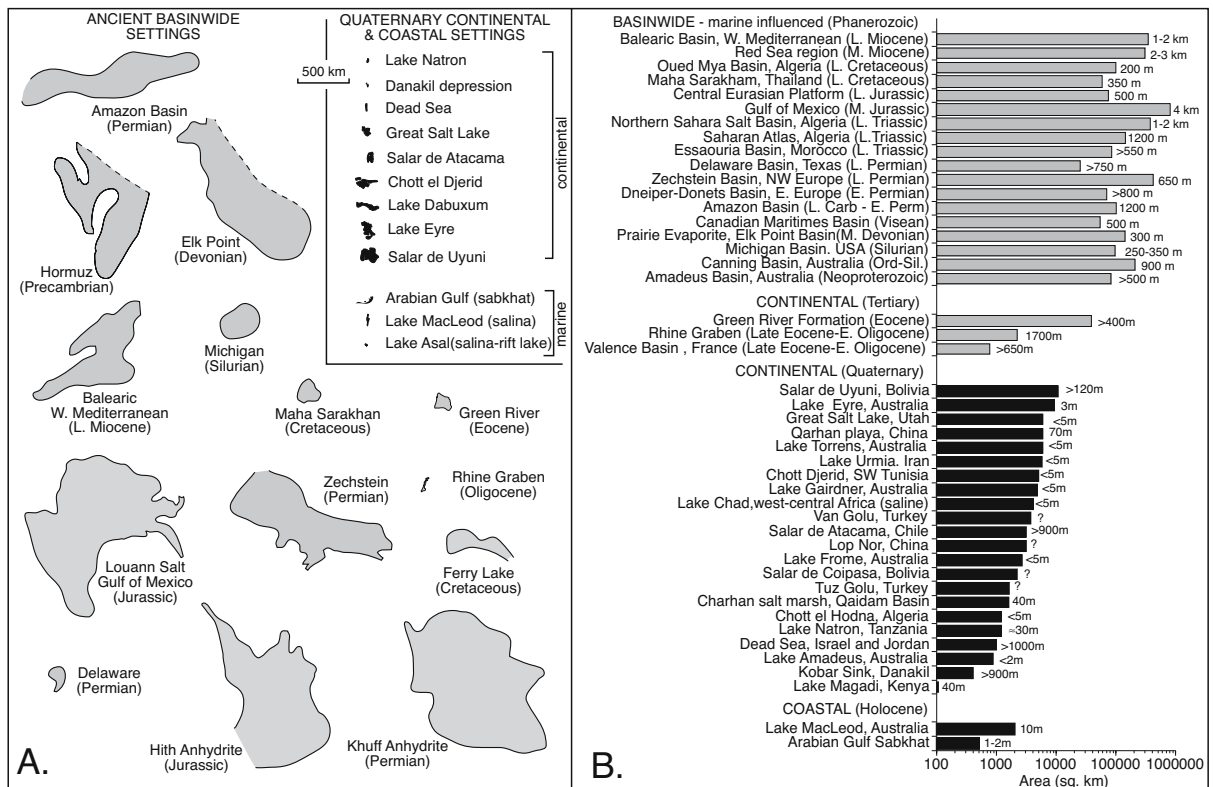 ANCIENT BASINWIDE
SETTINGS
Amazon Basin
(Permian)
Elk Point
(Devonian)
Hormuz
(Precambrian)
Michigan
(Silurian)
Balearic
W. Mediterranean
(L. Miocene)
Maha Sarakhan
(Cretaceous)
Green River
(Eocene)
Zechstein
(Permian)
Rhine Graben
(Oligocene)
Louann Salt
Gulf of Mexico
(Jurassic)
Ferry Lake
(Cretaceous)
Delaware
(Permian)
Hith Anhydrite
(Jurassic)
Khuff Anhydrite
(Permian)
A.
500 km
QUATERNARY CONTINENTAL
& COASTAL SETTINGS
Lake Natron
Danakil depression
Dead Sea
Great Salt Lake
Salar de Atacama
Chott el Djerid
Lake Dabuxum
Lake Eyre
Salar de Uyuni
continental
Arabian Gulf (sabkhat)
Lake MacLeod (salina)
Lake Asal(salina-rift lake)
marine
BASINWIDE - marine influenced (Phanerozoic)
Balearic Basin, W. Mediterranean (L. Miocene) 1-2 km
Red Sea region (M. Miocene) 2-3 km
Oued Mya Basin, Algeria (L. Cretaceous) 200 m
Maha Sarakham, Thailand (L. Cretaceous) 350 m
Central Eurasian Platform (L. Jurassic) 500 m
Gulf of Mexico (M. Jurassic) 4 km
Northern Sahara Salt Basin, Algeria (L. Triassic) 1-2 km
Saharan Atlas, Algeria (L.Triassic) 1200 m
Essaouria Basin, Morocco (L. Triassic) >550 m
Delaware Basin, Texas (L. Permian) >750 m
Zechstein Basin, NW Europe (L. Permian) 650 m
Dneiper-Donets Basin, E. Europe (E. Permian) >800 m
Amazon Basin (L. Carb - E. Perm) 1200 m
Canadian Maritimes Basin (Visean) 500 m
Prairie Evaporite, Elk Point Basin(M. Devonian) 300 m
Michigan Basin. USA (Silurian) 250-350 m
Canning Basin, Australia (Ord-Sil.) 900 m
Amadeus Basin, Australia (Neoproterozoic) >500 m
CONTINENTAL (Tertiary)
Green River Formation (Eocene) >400m
Rhine Graben (Late Eocene-E. Oligocene) 1700m
Valence Basin , France (Late Eocene-E. Oligocene) >650m
CONTINENTAL (Quaternary)
Salar de Uyuni, Bolivia >120m
Lake Eyre, Australia 3m
Great Salt Lake, Utah <5m
Qarhan playa, China 70m
Lake Torrens, Australia <5m
Lake Urmia. Iran <5m
Chott Djerid, SW Tunisia <5m
Lake Gairdner, Australia <5m
Lake Chad,west-central Africa (saline) <5m
Van Golu, Turkey ?
Salar de Atacama, Chile >900m
Lop Nor, China ?
Lake Frome, Australia <5m
Salar de Coipasa, Bolivia ?
Tuz Golu, Turkey ?
Charhan salt marsh, Qaidam Basin 40m
Chott el Hodna, Algeria <5m
Lake Natron, Tanzania ≈30m
Dead Sea, Israel and Jordan >1000m
Lake Amadeus, Australia <2m
Kobar Sink, Danakil >900m
Lake Magadi, Kenya 40m
COASTAL (Holocene)
Lake MacLeod, Australia 10m
Arabian Gulf Sabkhat 1-2m
100 1000 10000 100000 1000000
Area (sq. km)
B.